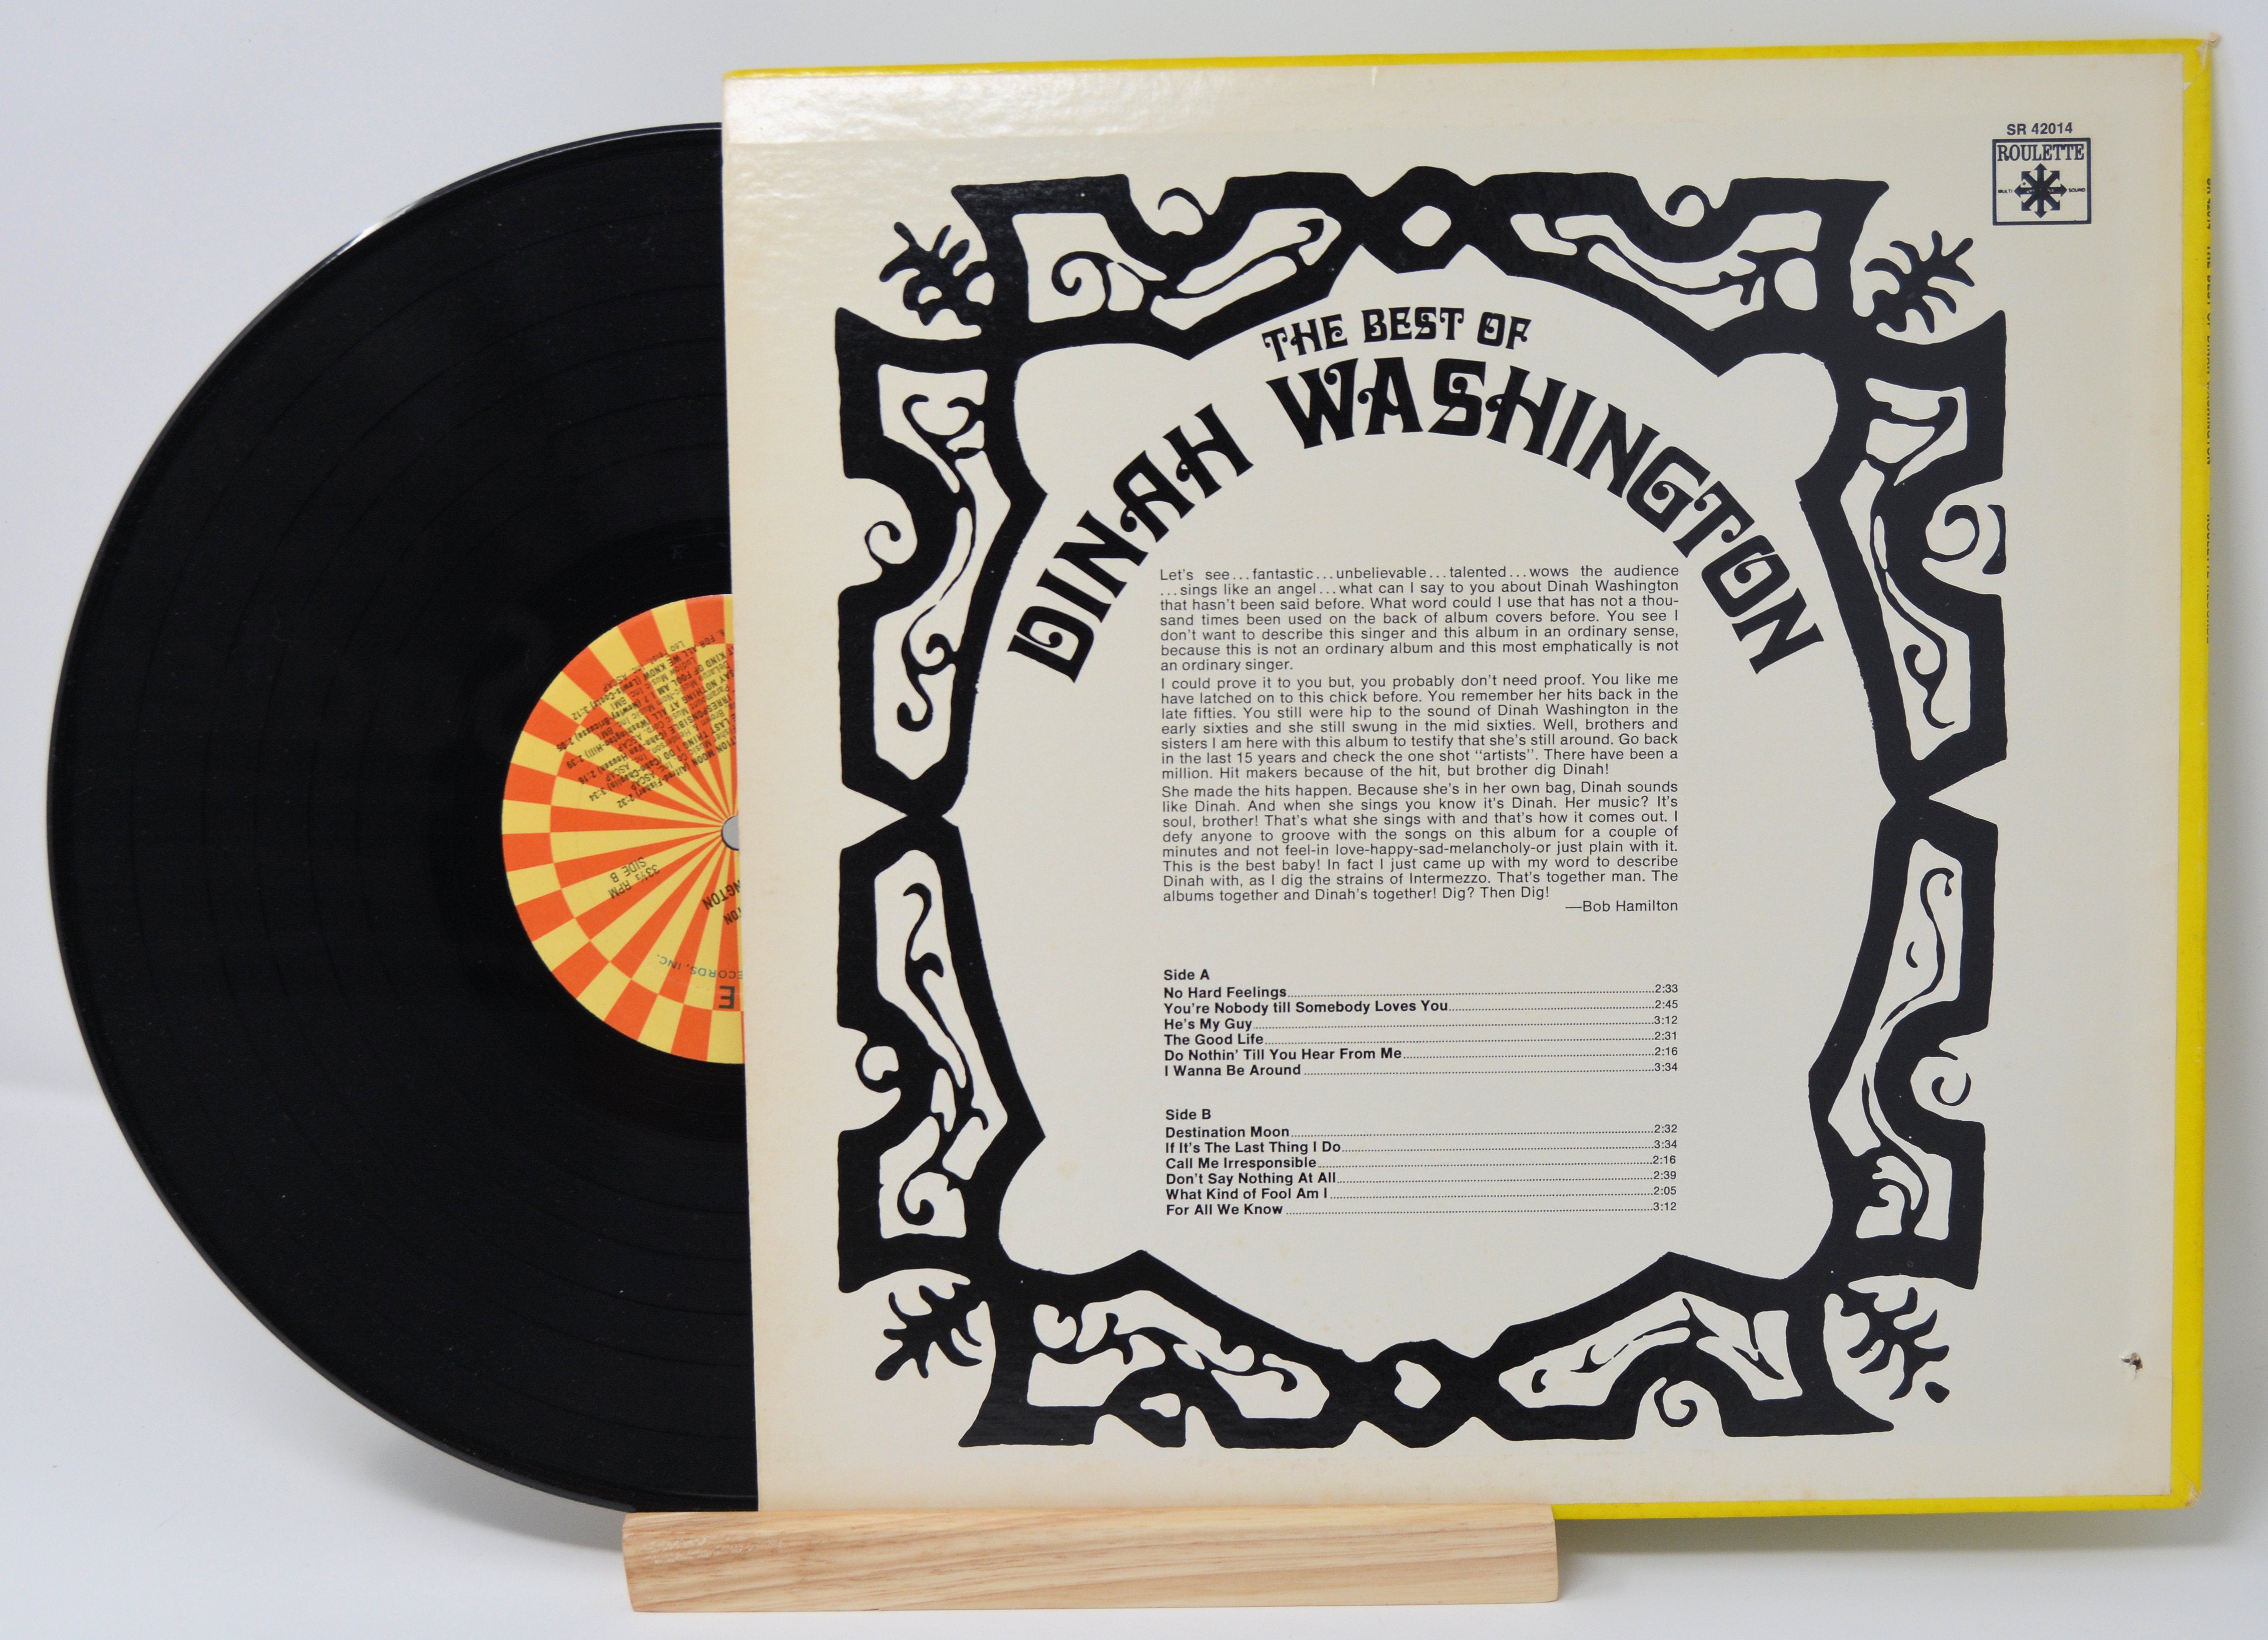 SR 42014
ROULETTE
THE BEST OF
DINAH WASHINGTON
Let's see...fantastic...unbelievable...talented...wows the audience
...sings like an angel...what can I say to you about Dinah Washington
that hasn't been said before. What word could I use that has not a thou-
sand times been used on the back of album covers before. You see I
don't want to describe this singer and this album in an ordinary sense,
because this is not an ordinary album and this most emphatically is not
an ordinary singer.
I could prove it to you but, you probably don't need proof. You like me
have latched on to this chick before. You remember her hits back in the
late fifties. You still were hip to the sound of Dinah Washington in the
early sixties and she still swung in the mid sixties. Well, brothers and
sisters I am here with this album to testify that she's still around. Go back
in the last 15 years and check the one shot "artists". There have been a
million. Hit makers because of the hit, but brother dig Dinah!
She made the hits happen. Because she's in her own bag, Dinah sounds
like Dinah. And when she sings you know it's Dinah. Her music? It's
soul, brother! That's what she sings with and that's how it comes out. I
defy anyone to groove with the songs on this album for a couple of
minutes and not feel-in love-happy-sad-melancholy-or just plain with it.
This is the best baby! In fact I just came up with my word to describe
Dinah with, as I dig the strains of Intermezzo. That's together man. The
albums together and Dinah's together! Dig? Then Dig!
—Bob Hamilton
Side A
No Hard Feelings 2:33
You're Nobody till Somebody Loves You 2:45
He's My Guy 3:12
The Good Life 2:31
Do Nothin' Till You Hear From Me 2:16
I Wanna Be Around 3:34
Side B
Destination Moon 2:32
If It's The Last Thing I Do 3:34
Call Me Irresponsible 2:16
Don't Say Nothing At All 2:39
What Kind of Fool Am I 2:05
For All We Know 3:12
33⅓ RPM
SIDE B